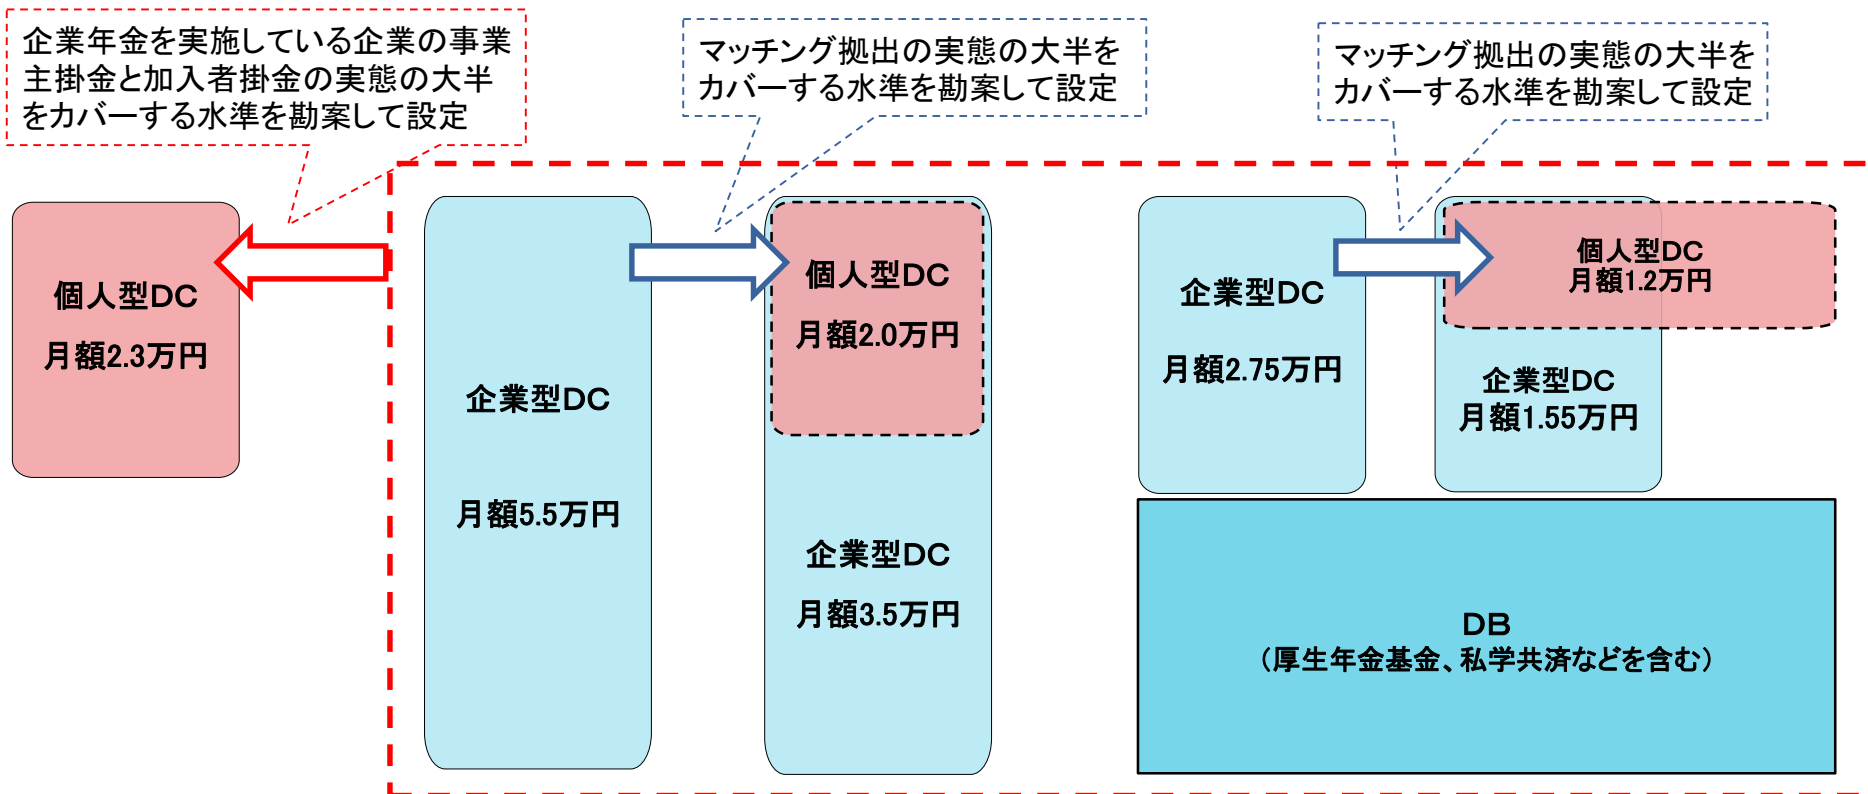 企業年金を実施している企業の事業
主掛金と加入者掛金の実態の大半
をカバーする水準を勘案して設定
マッチング拠出の実態の大半を
カバーする水準を勘案して設定
マッチング拠出の実態の大半を
カバーする水準を勘案して設定
個人型DC
月額2.3万円
企業型DC
月額5.5万円
個人型DC
月額2.0万円
企業型DC
月額3.5万円
企業型DC
月額2.75万円
個人型DC
月額1.2万円
企業型DC
月額1.55万円
DB
(厚生年金基金、私学共済などを含む)